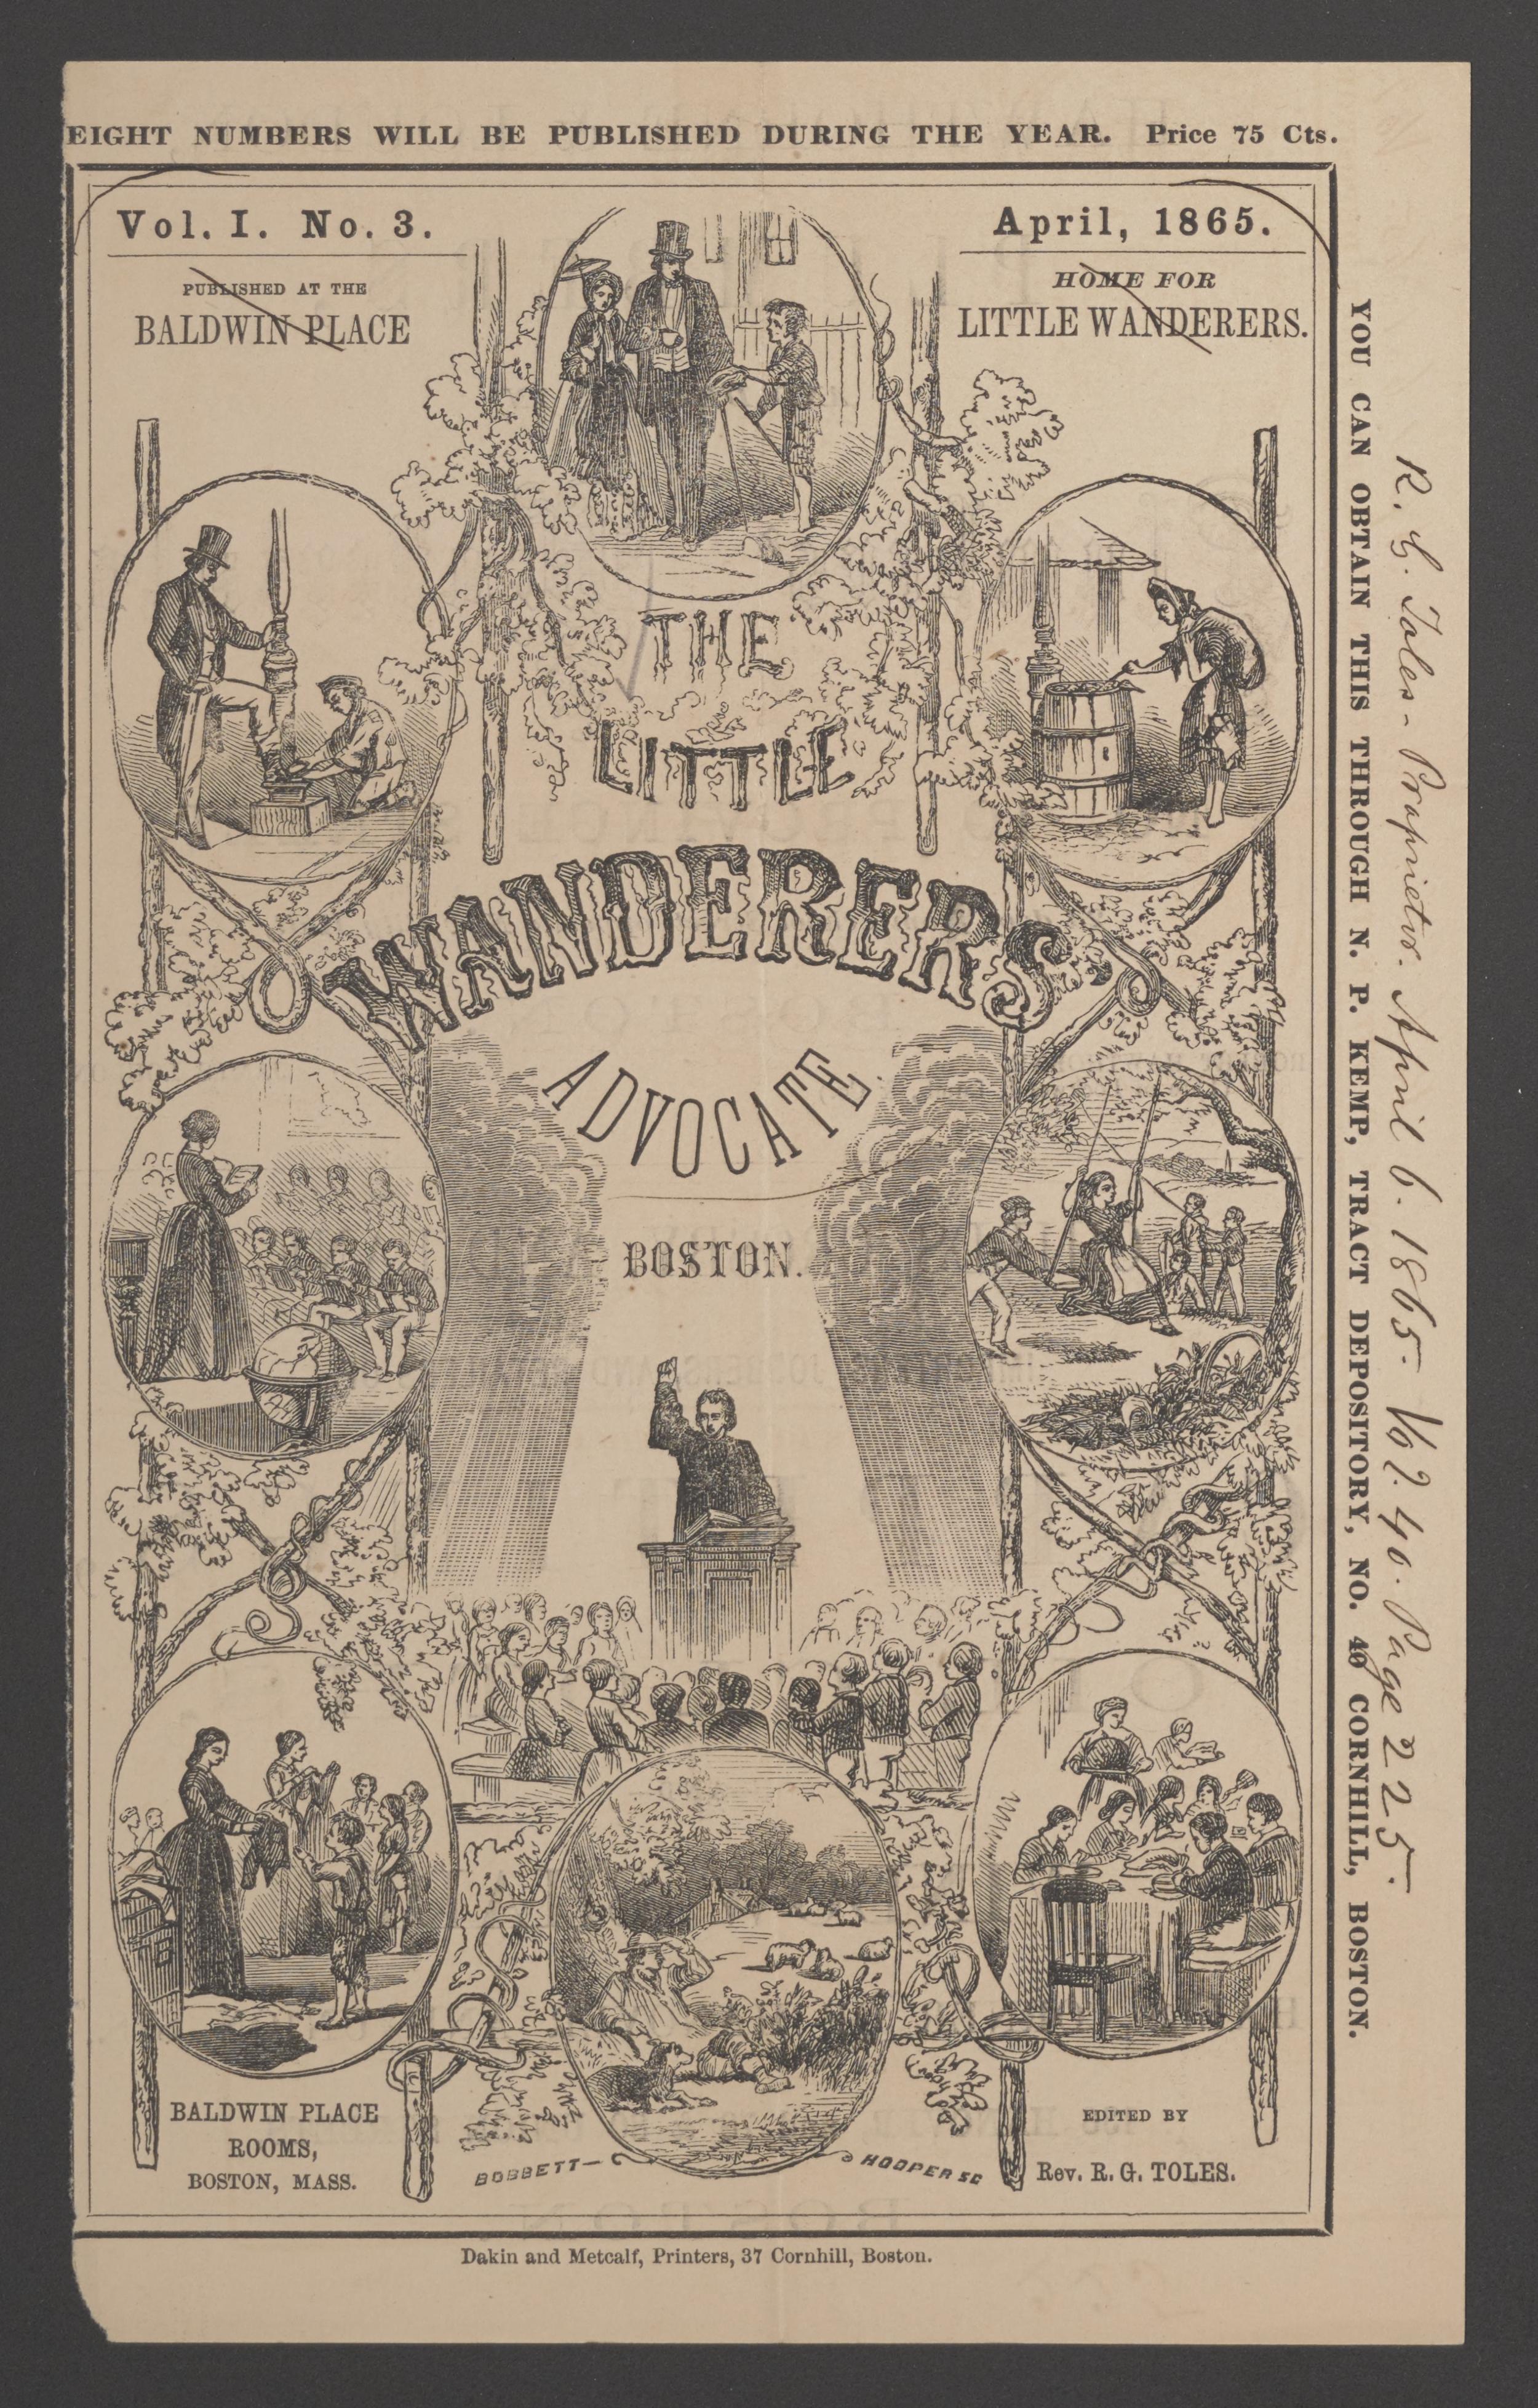 EIGHT NUMBERS WILL BE PUBLISHED DURING THE YEAR. Price 75 Cts.
Vol. I. No. 3.
April, 1865.
PUBLISHED AT THE
BALDWIN PLACE
HOME FOR
LITTLE WANDERERS.
THE
LITTLE
WANDERERS
ADVOCATE
BOSTON.
BALDWIN PLACE
ROOMS,
BOSTON, MASS.
BOBBETT—
HOOPER SC
EDITED BY
Rev. R. G. TOLES.
Dakin and Metcalf, Printers, 37 Cornhill, Boston.
YOU CAN OBTAIN THIS THROUGH N. P. KEMP, TRACT DEPOSITORY, NO. 40 CORNHILL, BOSTON.
R. G. Toles - Proprietor. April 6. 1865. Vol. 40. Page 225.